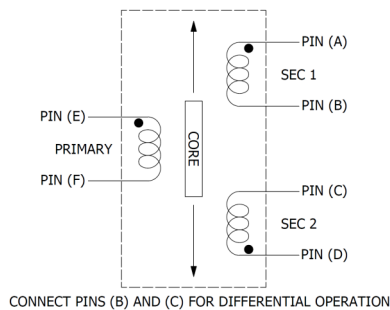 PIN (A)
SEC 1
PIN (B)
PIN (E)
PRIMARY
PIN (F)
CORE
PIN (C)
SEC 2
PIN (D)
CONNECT PINS (B) AND (C) FOR DIFFERENTIAL OPERATION